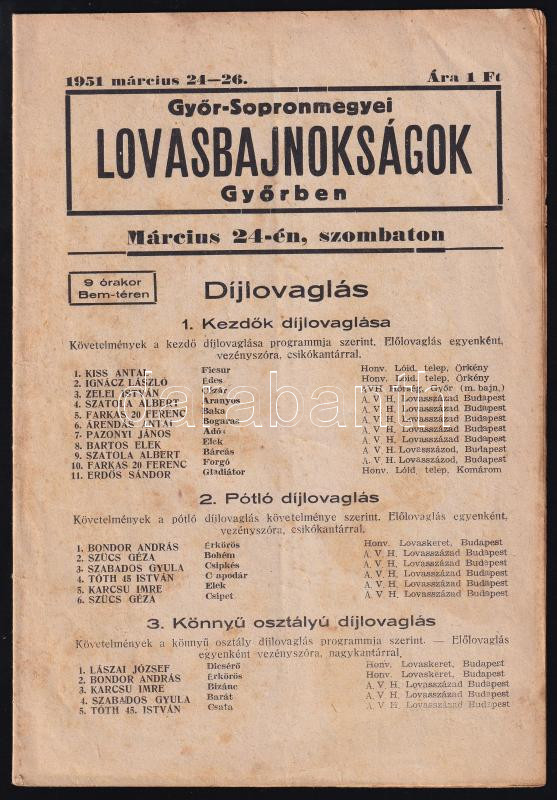 1951 március 24—26. Ára 1 Ft
Győr-Sopronmegyei
LOVASBAJNOKSÁGOK
Győrben
Március 24-én, szombaton
9 órakor
Bem-téren
Díjlovaglás
1. Kezdők díjlovaglása
Követelmények a kezdő díjlovaglása programmja szerint. Előlovaglás egyenként,
vezényszóra, csikókantárral.
1. KISS ANTAL Ficsur Honv. Lóid. telep, Örkény
2. IGNÁCZ LÁSZLÓ Édes Honv. Lóid. telep, Örkény
3. ZELEI ISTVÁN ÁVH Hőrség, Győr (m. bajn.)
4. SZATOLA ALBERT Aranyos A. V. H. Lovasszázad Budapest
5. FARKAS 20 FERENC Baka A. V. H. Lovasszázad Budapest
6. ÁRENDÁS ANTAL Bogaras A. V. H. Lovasszázad Budapest
7. PAZONYI JÁNOS Adó A. V. H. Lovasszázad Budapest
8. BARTOS ELEK Elek A. V. H. Lovasszázad, Budapest
9. SZATOLA ALBERT Bárcás A. V. H. Lovasszázod, Budapest
10. FARKAS 20 FERENC Forgó A. V. H. Lovasszázad, Budapest
11. ERDŐS SÁNDOR Gladiátor Honv. Lóid telep, Komárom
2. Pótló díjlovaglás
Követelmények a pótló díjlovaglás követelménye szerint. Előlovaglás egyenként,
vezényszóra, csikókantárral.
1. BONDOR ANDRÁS Érkörös Honv. Lovaskeret, Budapest
2. SZÜCS GÉZA Bohém A. V. H. Lovasszázad Budapest
3. SZABADOS GYULA Csipkés A. V. H. Lovasszázad Budapest
4. TÓTH 45 ISTVÁN C apodár A. V. H. Lovasszázad Budapest
5. KARCSU IMRE Elek A. V. H. Lovasszázad Budapest
6. SZÜCS GÉZA Csipet A. V. H. Lovasszázad Budapest
3. Könnyű osztályú díjlovaglás
Követelmények a könnyű osztály díjlovaglás programmja szerint. — Előlovaglás
egyenként vezényszóra, nagykantárral.
1. LÁSZAI JÓZSEF Dicsérő Honv. Lovaskeret, Budapest
2. BONDOR ANDRÁS Érkörös Honv. Lovaskeret, Budapest
3. KARCSU IMRE Bizánc A. V. H. Lovasszázad Budapest
4. SZABADOS GYULA Barát A. V. H. Lovasszázad Budapest
5. TÓTH 45. ISTVÁN Csata A. V. H. Lovasszázad Budapest
darabanth